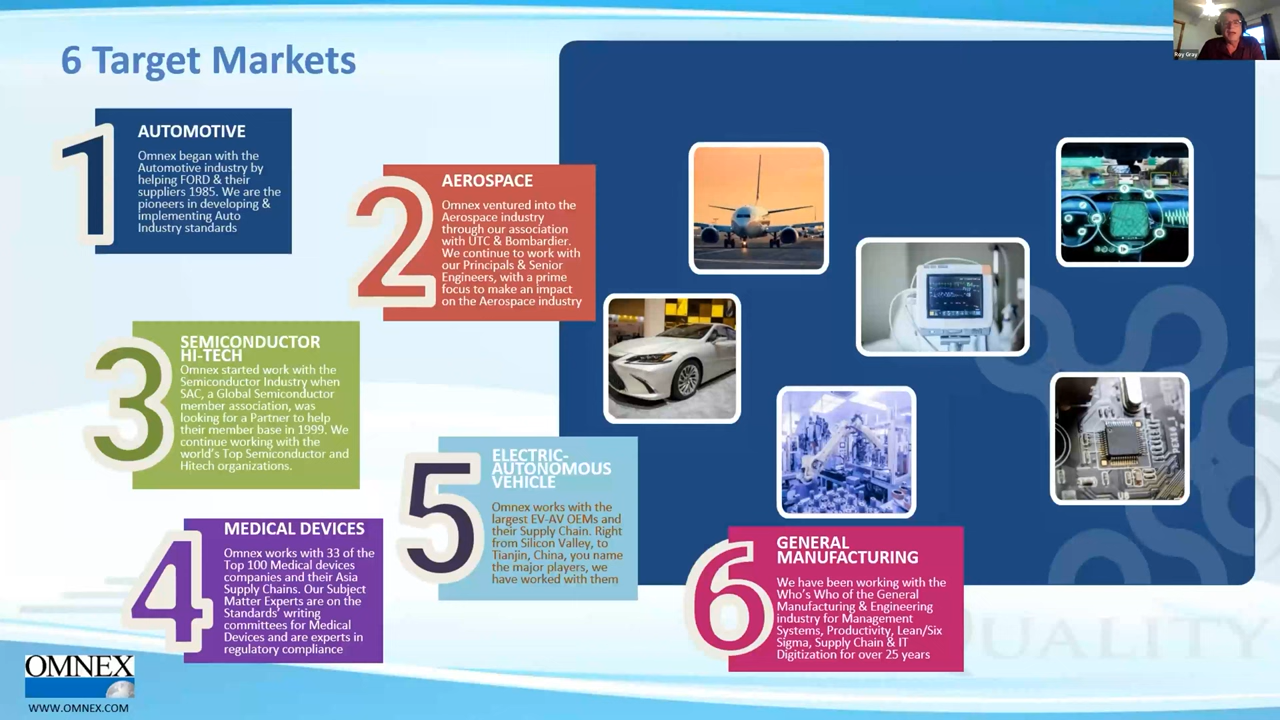 6 Target Markets
Roy Gray
1
AUTOMOTIVE
Omnex began with the
Automotive industry by
helping FORD & their
suppliers 1985. We are the
pioneers in developing &
implementing Auto
Industry standards
2
AEROSPACE
Omnex ventured into the
Aerospace industry
through our association
with UTC & Bombardier.
We continue to work with
our Principals & Senior
Engineers, with a prime
focus to make an impact
on the Aerospace industry
3
SEMICONDUCTOR
HI-TECH
Omnex started work with the
Semiconductor Industry when
SAC, a Global Semiconductor
member association, was
looking for a Partner to help
their member base in 1999. We
continue working with the
world's Top Semiconductor and
Hitech organizations.
4
MEDICAL DEVICES
Omnex works with 33 of the
Top 100 Medical devices
companies and their Asia
Supply Chains. Our Subject
Matter Experts are on the
Standards' writing
committees for Medical
Devices and are experts in
regulatory compliance
5
ELECTRIC-
AUTONOMOUS
VEHICLE
Omnex works with the
largest EV-AV OEMs and
their Supply Chain. Right
from Silicon Valley, to
Tianjin, China, you name
the major players, we
have worked with them
6
GENERAL
MANUFACTURING
We have been working with the
Who's Who of the General
Manufacturing & Engineering
industry for Management
Systems, Productivity, Lean/Six
Sigma, Supply Chain & IT
Digitization for over 25 years
QUALITY
OMNEX
WWW.OMNEX.COM